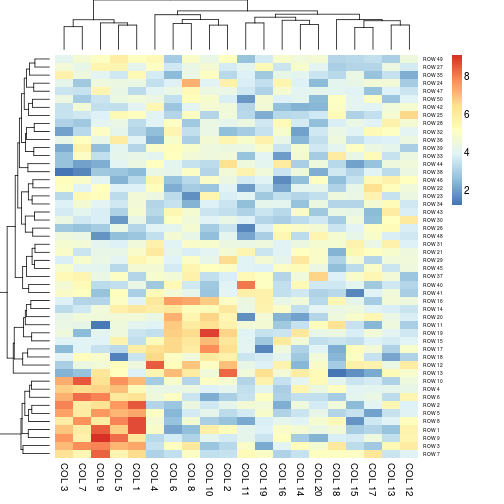 ROW 49
ROW 27
ROW 35
ROW 24
ROW 47
ROW 50
ROW 42
ROW 25
ROW 28
ROW 32
ROW 36
ROW 39
ROW 33
ROW 44
ROW 38
ROW 22
ROW 23
ROW 34
ROW 43
ROW 30
ROW 26
ROW 48
ROW 31
ROW 21
ROW 29
ROW 45
ROW 37
ROW 40
ROW 41
ROW 16
ROW 14
ROW 20
ROW 11
ROW 19
ROW 15
ROW 17
ROW 18
ROW 12
ROW 13
ROW 10
ROW 4
ROW 6
ROW 2
ROW 5
ROW 8
ROW 1
ROW 9
ROW 3
ROW 7
8
6
4
2
COL 3
COL 7
COL 9
COL 5
COL 1
COL 4
COL 6
COL 8
COL 10
COL 2
COL 11
COL 19
COL 16
COL 14
COL 20
COL 18
COL 15
COL 17
COL 13
COL 12